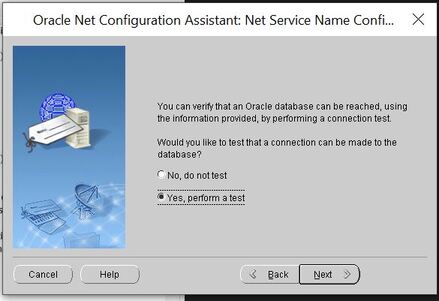 Oracle Net Configuration Assistant: Net Service Name Confi...
You can verify that an Oracle database can be reached, using
the information provided, by performing a connection test.
Would you like to test that a connection can be made to the
database?
No, do not test
Yes, perform a test
Cancel
Help
Back
Next